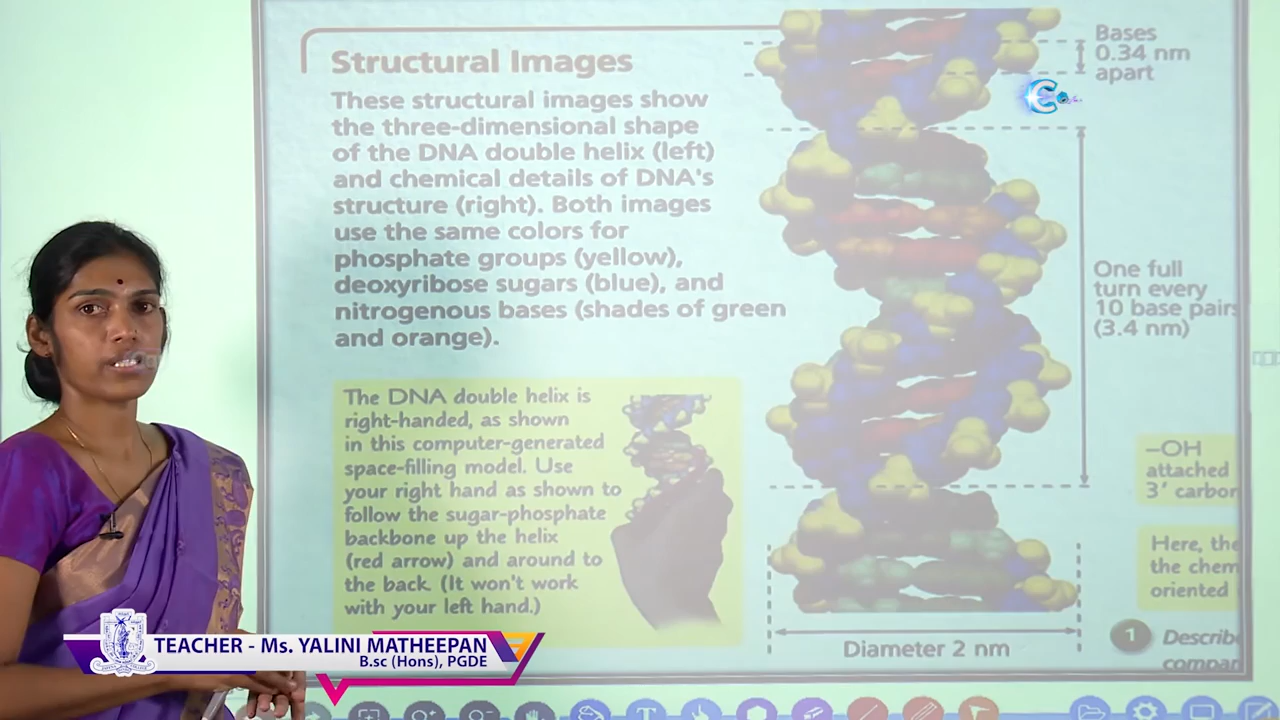 Structural Images
These structural images show
the three-dimensional shape
of the DNA double helix (left)
and chemical details of DNA's
structure (right). Both images
use the same colors for
phosphate groups (yellow),
deoxyribose sugars (blue), and
nitrogenous bases (shades of green
and orange).
The DNA double helix is
right-handed, as shown
in this computer-generated
space-filling model. Use
your right hand as shown to
follow the sugar-phosphate
backbone up the helix
(red arrow) and around to
the back. (It won't work
with your left hand.)
Bases
0.34 nm
apart
One full
turn every
10 base pairs
(3.4 nm)
Diameter 2 nm
–OH
attached
3′ carbon
Here, the
the chem
oriented
1 Describ
compar
TEACHER - Ms. YALINI MATHEEPAN
B.sc (Hons), PGDE